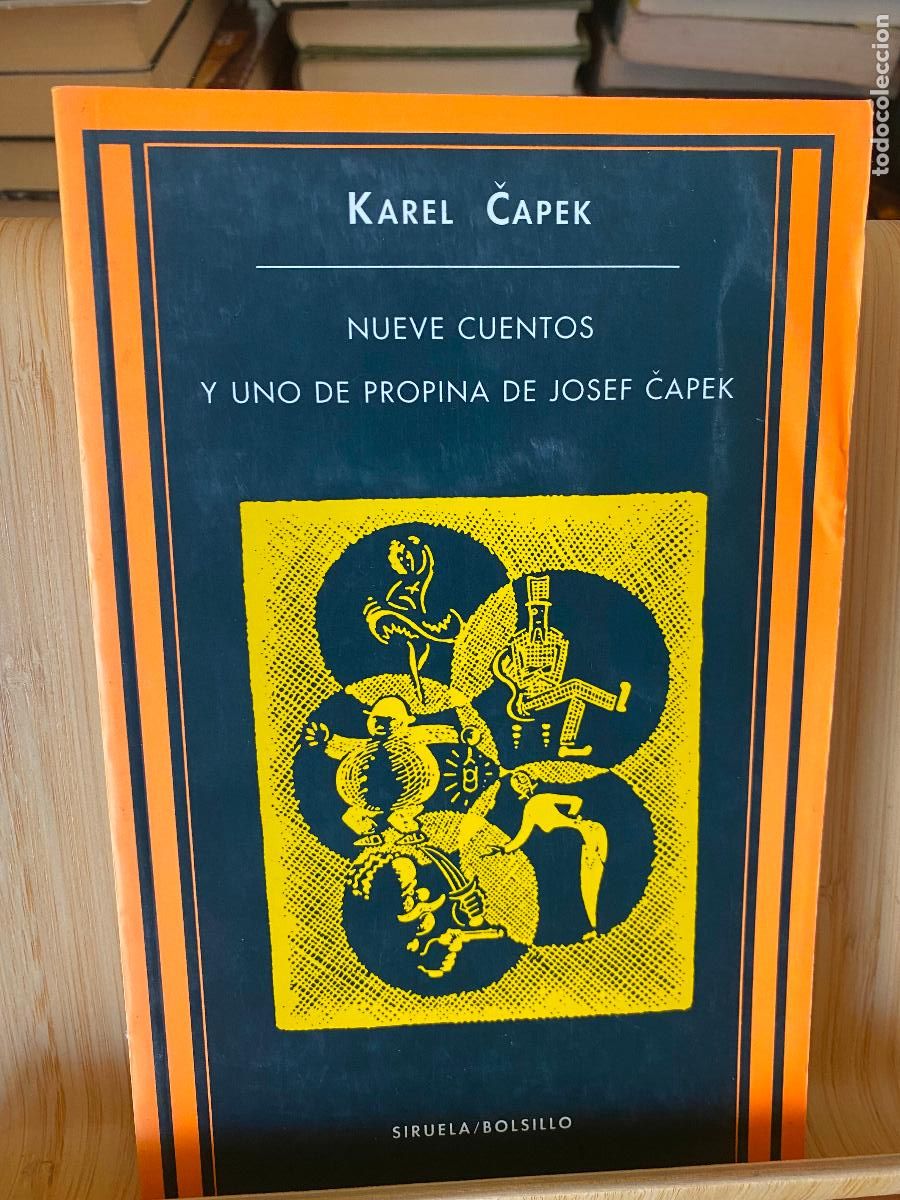 todocoleccion
KAREL ČAPEK
NUEVE CUENTOS
Y UNO DE PROPINA DE JOSEF ČAPEK
SIRUELA/BOLSILLO